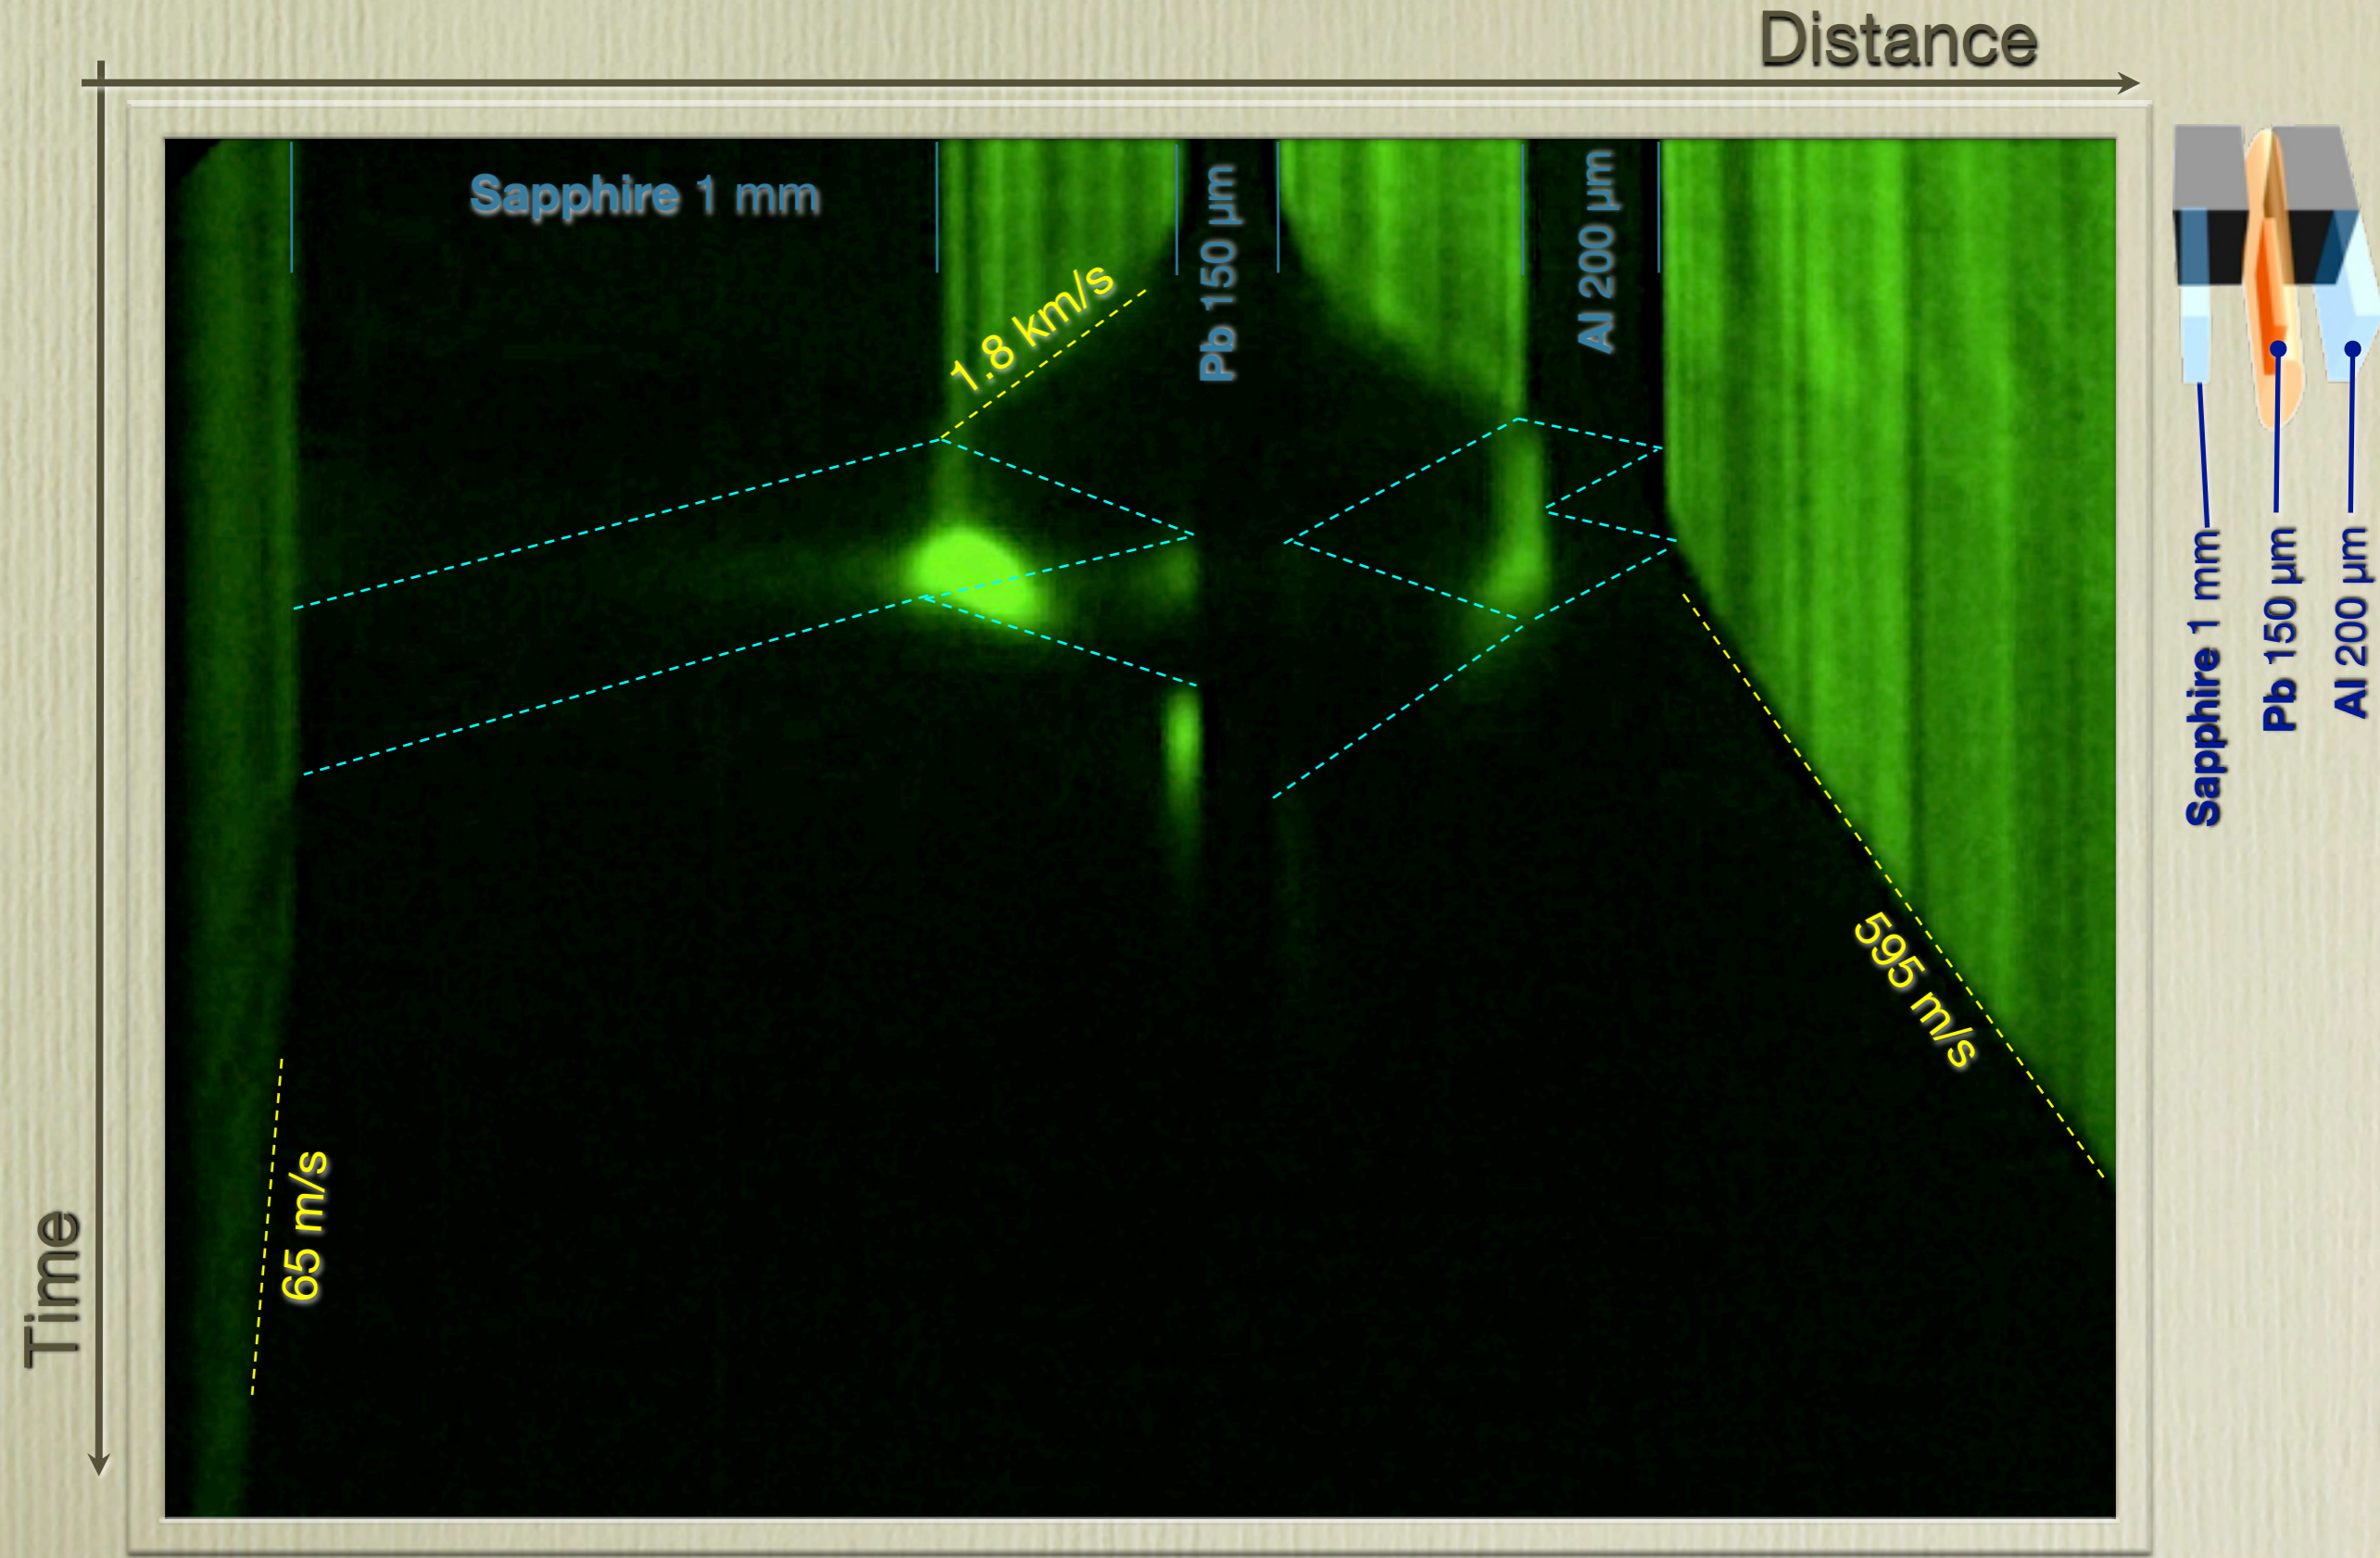 Distance
Sapphire 1 mm
Pb 150 µm
Al 200 µm
1.8 km/s
595 m/s
65 m/s
Time
Sapphire 1 mm
Pb 150 µm
Al 200 µm